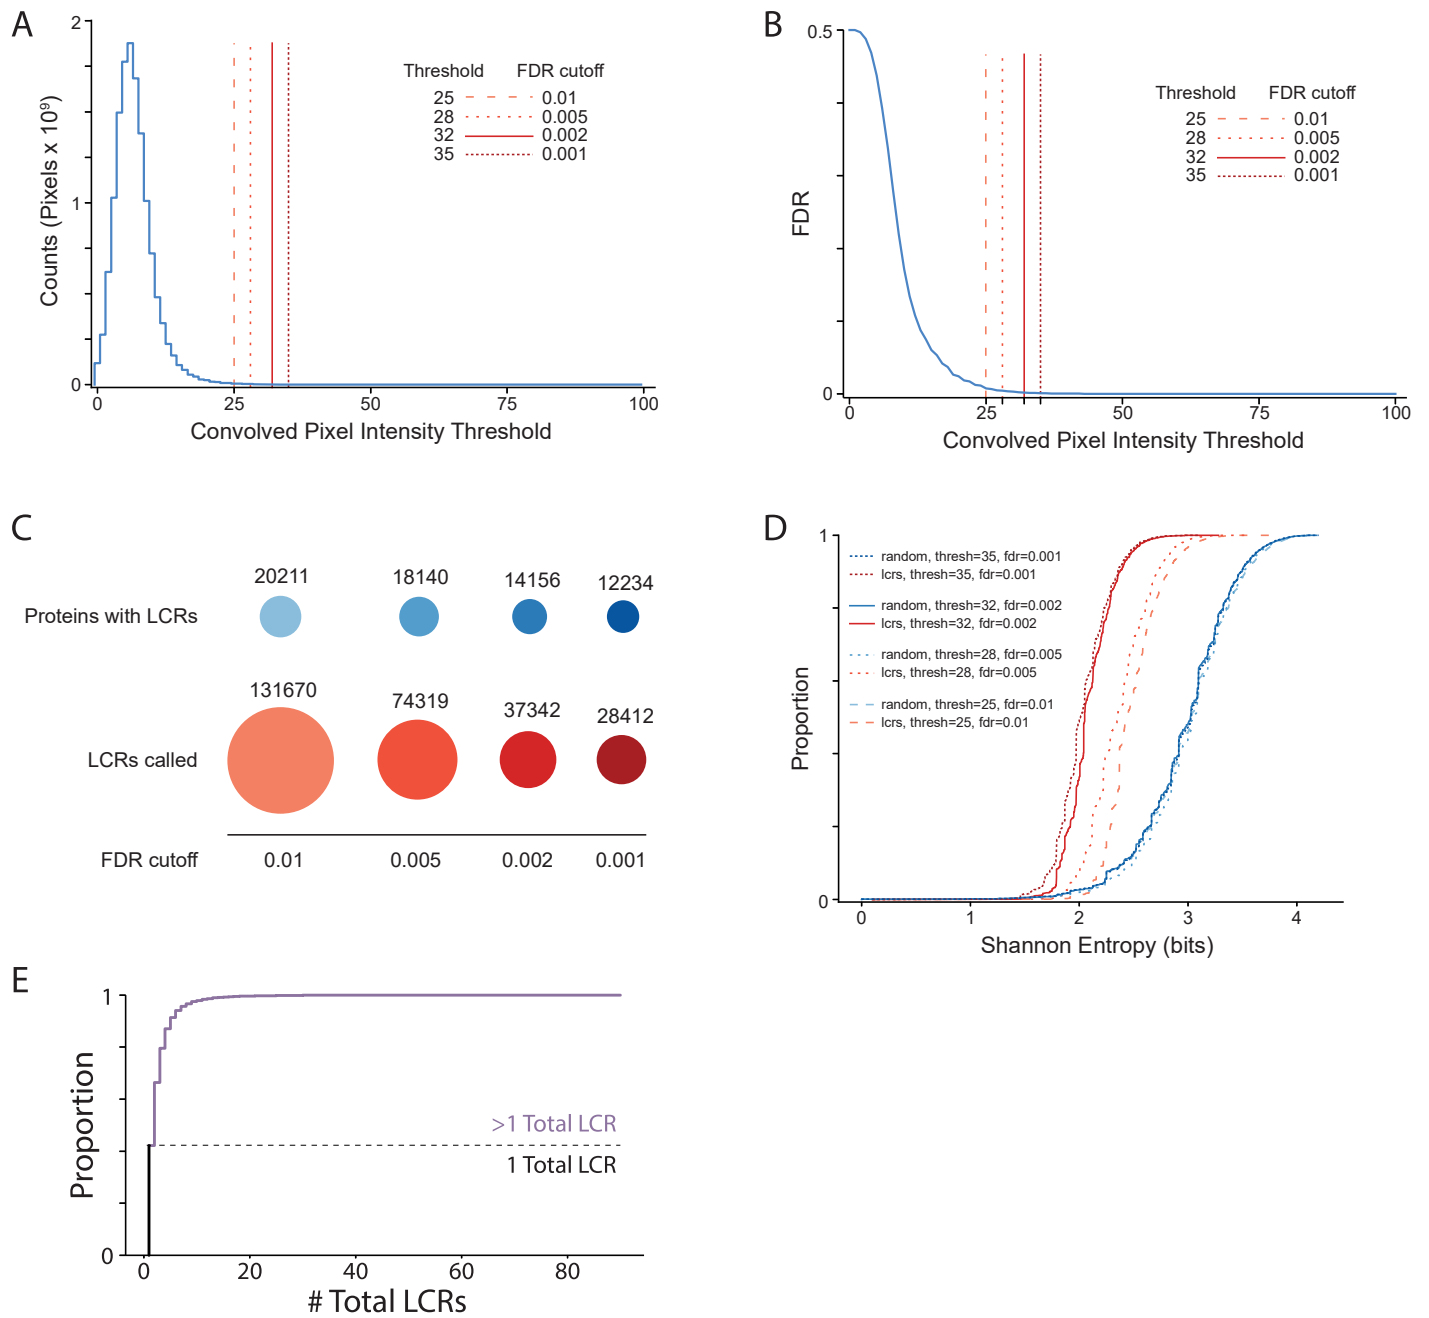 A
2
1
0
Counts (Pixels x 10⁹)
0 25 50 75 100
Convolved Pixel Intensity Threshold
Threshold FDR cutoff
25 0.01
28 0.005
32 0.002
35 0.001
B
0.5
0
FDR
0 25 50 75 100
Convolved Pixel Intensity Threshold
Threshold FDR cutoff
25 0.01
28 0.005
32 0.002
35 0.001
C
20211 18140 14156 12234
Proteins with LCRs
131670 74319 37342 28412
LCRs called
FDR cutoff 0.01 0.005 0.002 0.001
D
1
0
Proportion
random, thresh=35, fdr=0.001
lcrs, thresh=35, fdr=0.001
random, thresh=32, fdr=0.002
lcrs, thresh=32, fdr=0.002
random, thresh=28, fdr=0.005
lcrs, thresh=28, fdr=0.005
random, thresh=25, fdr=0.01
lcrs, thresh=25, fdr=0.01
0 1 2 3 4
Shannon Entropy (bits)
E
1
0
Proportion
>1 Total LCR
1 Total LCR
0 20 40 60 80
# Total LCRs